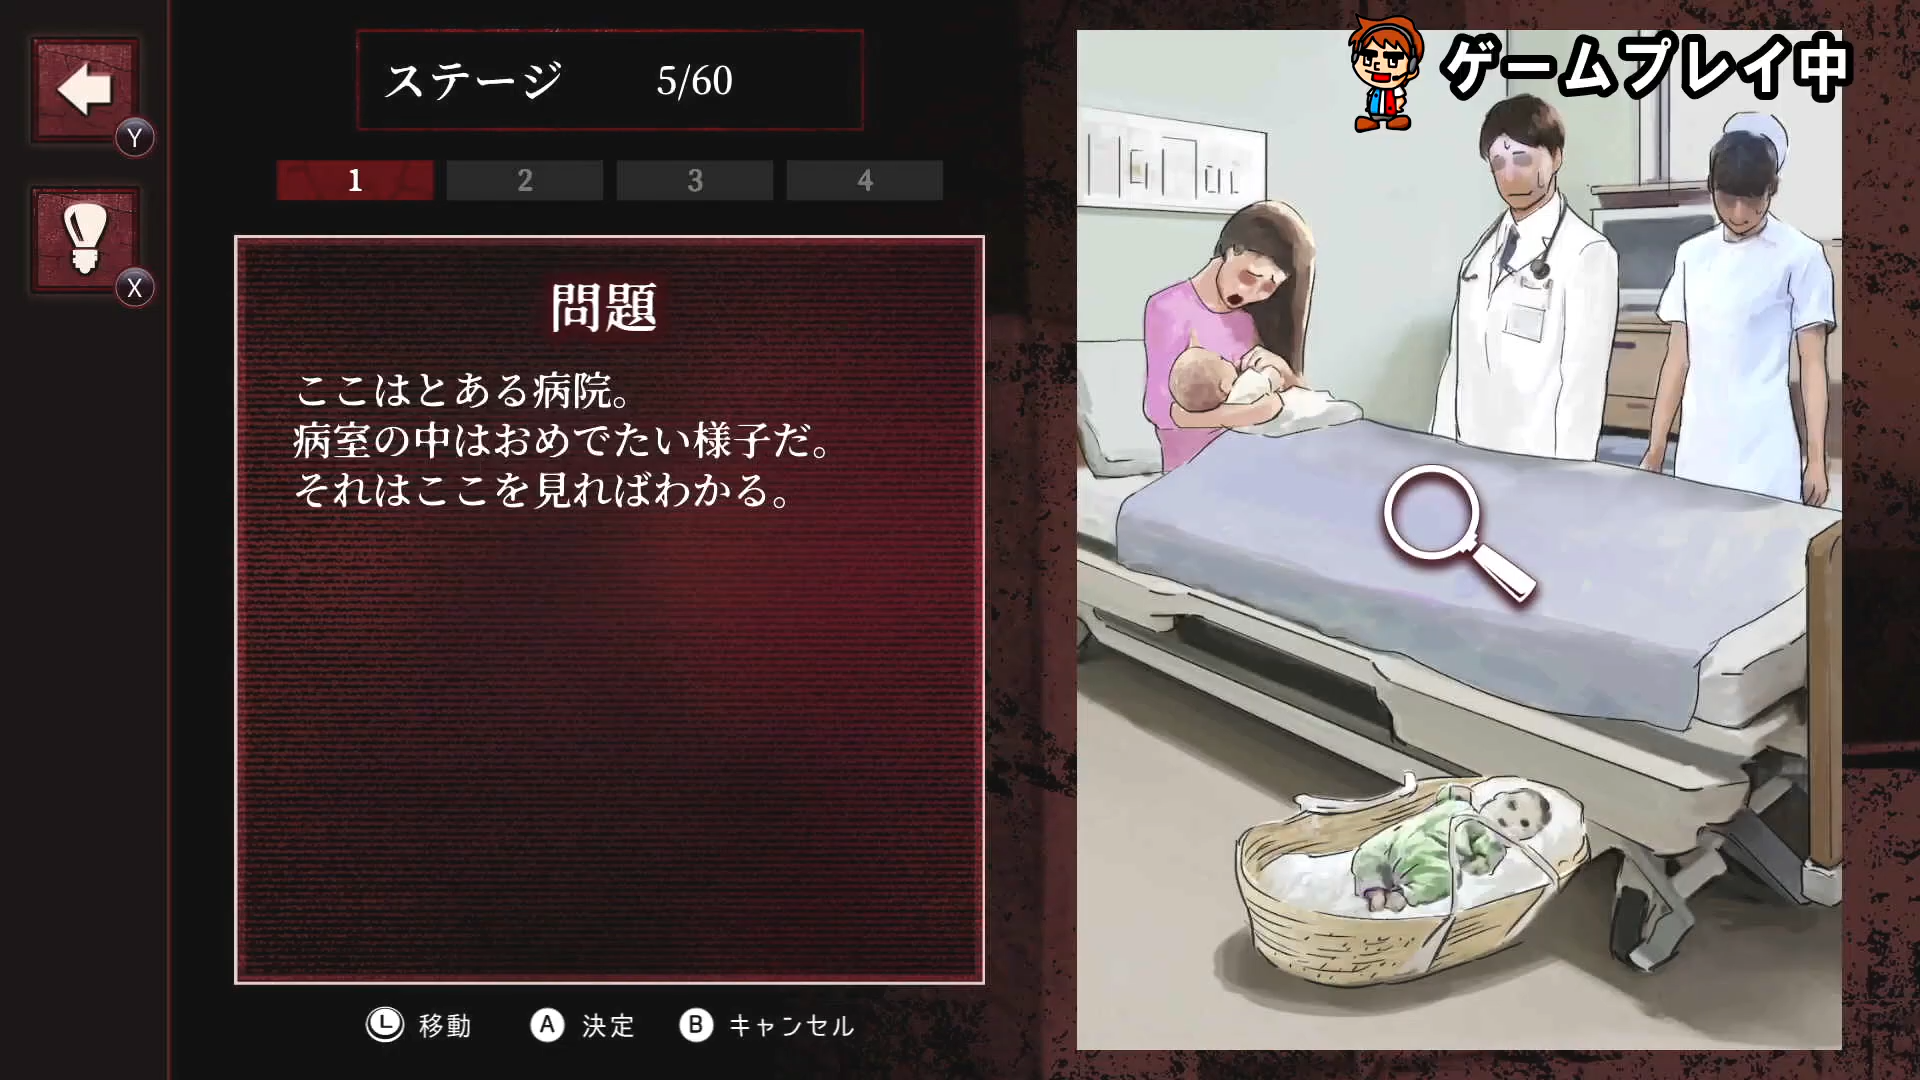 ステージ 5/60
1 2 3 4
Y
X
問題
ここはとある病院。
病室の中はおめでたい様子だ。
それはここを見ればわかる。
L 移動 A 決定 B キャンセル
ゲームプレイ中